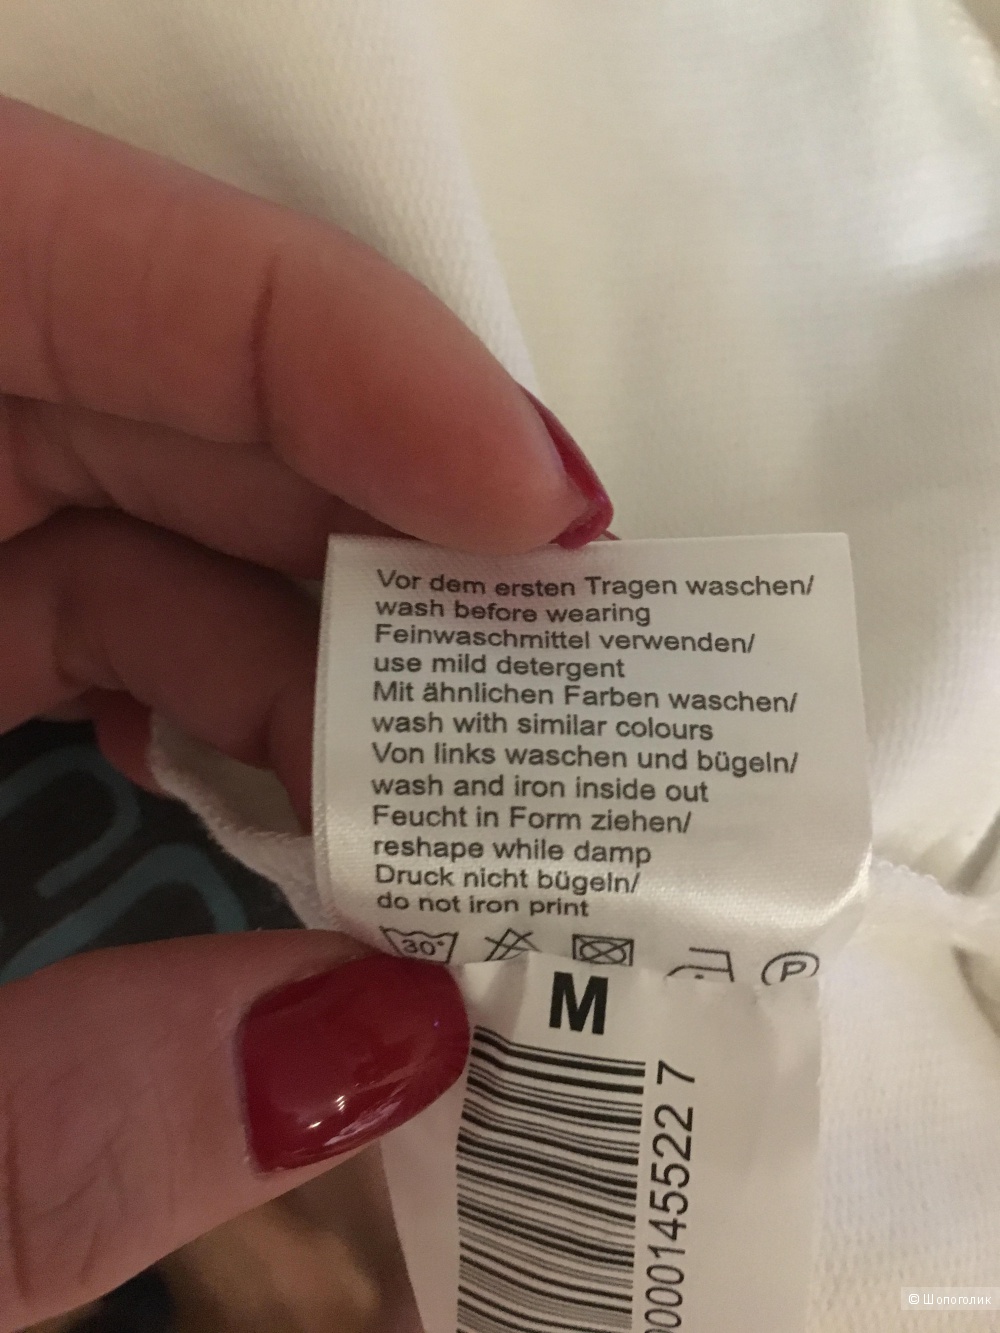 Vor dem ersten Tragen waschen/
wash before wearing
Feinwaschmittel verwenden/
use mild detergent
Mit ähnlichen Farben waschen/
wash with similar colours
Von links waschen und bügeln/
wash and iron inside out
Feucht in Form ziehen/
reshape while damp
Druck nicht bügeln/
do not iron print
30° P
M
000145522 7
© Шопоголик